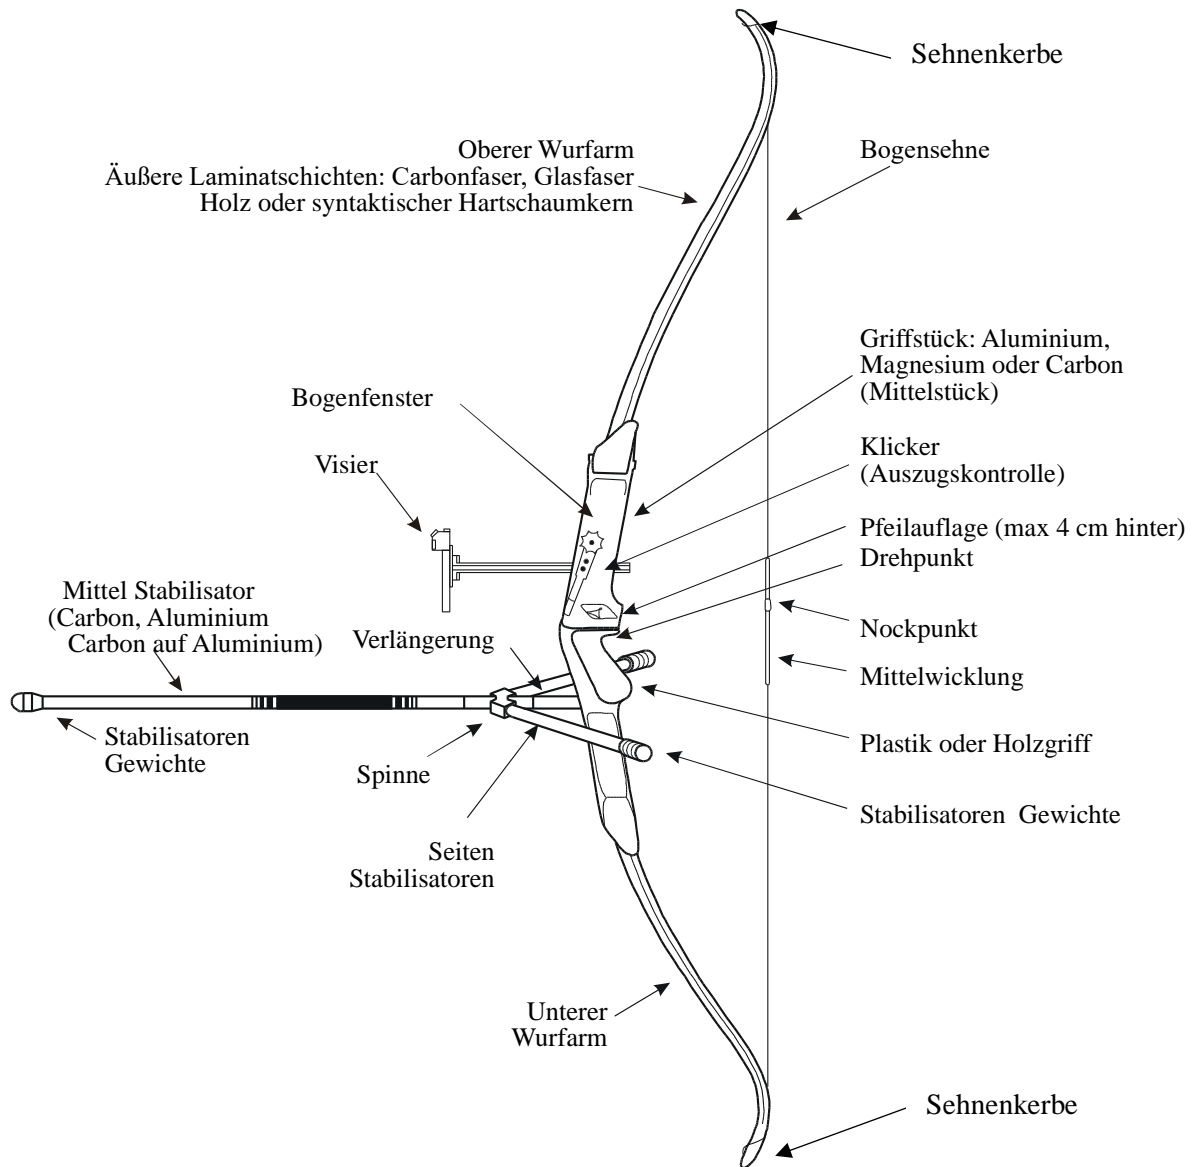 Sehnenkerbe
Oberer Wurfarm
Äußere Laminatschichten: Carbonfaser, Glasfaser
Holz oder syntaktischer Hartschaumkern
Bogensehne
Griffstück: Aluminium,
Magnesium oder Carbon
(Mittelstück)
Bogenfenster
Visier
Klicker
(Auszugskontrolle)
Pfeilauflage (max 4 cm hinter)
Drehpunkt
Mittel Stabilisator
(Carbon, Aluminium
Carbon auf Aluminium)
Verlängerung
Nockpunkt
Mittelwicklung
Stabilisatoren
Gewichte
Spinne
Plastik oder Holzgriff
Stabilisatoren Gewichte
Seiten
Stabilisatoren
Unterer
Wurfarm
Sehnenkerbe